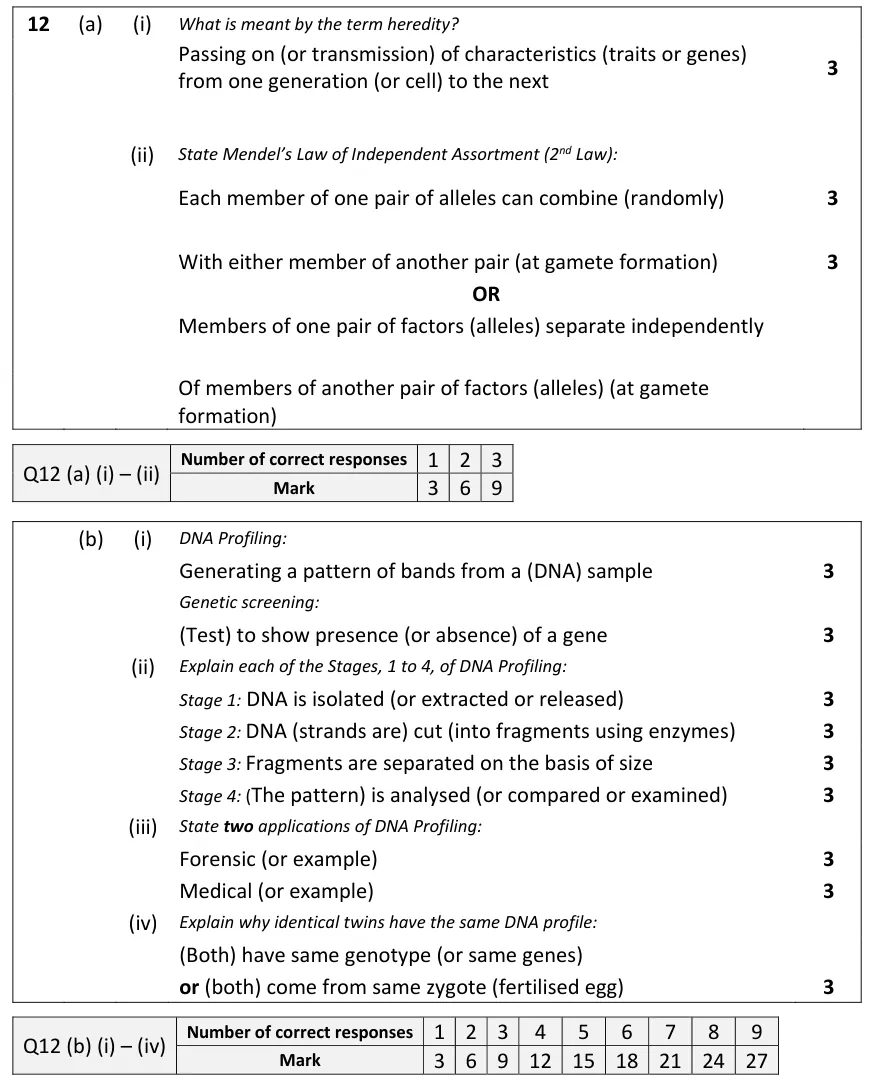 12 (a) (i) What is meant by the term heredity?
Passing on (or transmission) of characteristics (traits or genes)
from one generation (or cell) to the next 3
(ii) State Mendel’s Law of Independent Assortment (2nd Law):
Each member of one pair of alleles can combine (randomly) 3
With either member of another pair (at gamete formation) 3
OR
Members of one pair of factors (alleles) separate independently
Of members of another pair of factors (alleles) (at gamete
formation)
Q12 (a) (i) – (ii) Number of correct responses 1 2 3
Mark 3 6 9
(b) (i) DNA Profiling:
Generating a pattern of bands from a (DNA) sample 3
Genetic screening:
(Test) to show presence (or absence) of a gene 3
(ii) Explain each of the Stages, 1 to 4, of DNA Profiling:
Stage 1: DNA is isolated (or extracted or released) 3
Stage 2: DNA (strands are) cut (into fragments using enzymes) 3
Stage 3: Fragments are separated on the basis of size 3
Stage 4: (The pattern) is analysed (or compared or examined) 3
(iii) State two applications of DNA Profiling:
Forensic (or example) 3
Medical (or example) 3
(iv) Explain why identical twins have the same DNA profile:
(Both) have same genotype (or same genes)
or (both) come from same zygote (fertilised egg) 3
Q12 (b) (i) – (iv) Number of correct responses 1 2 3 4 5 6 7 8 9
Mark 3 6 9 12 15 18 21 24 27